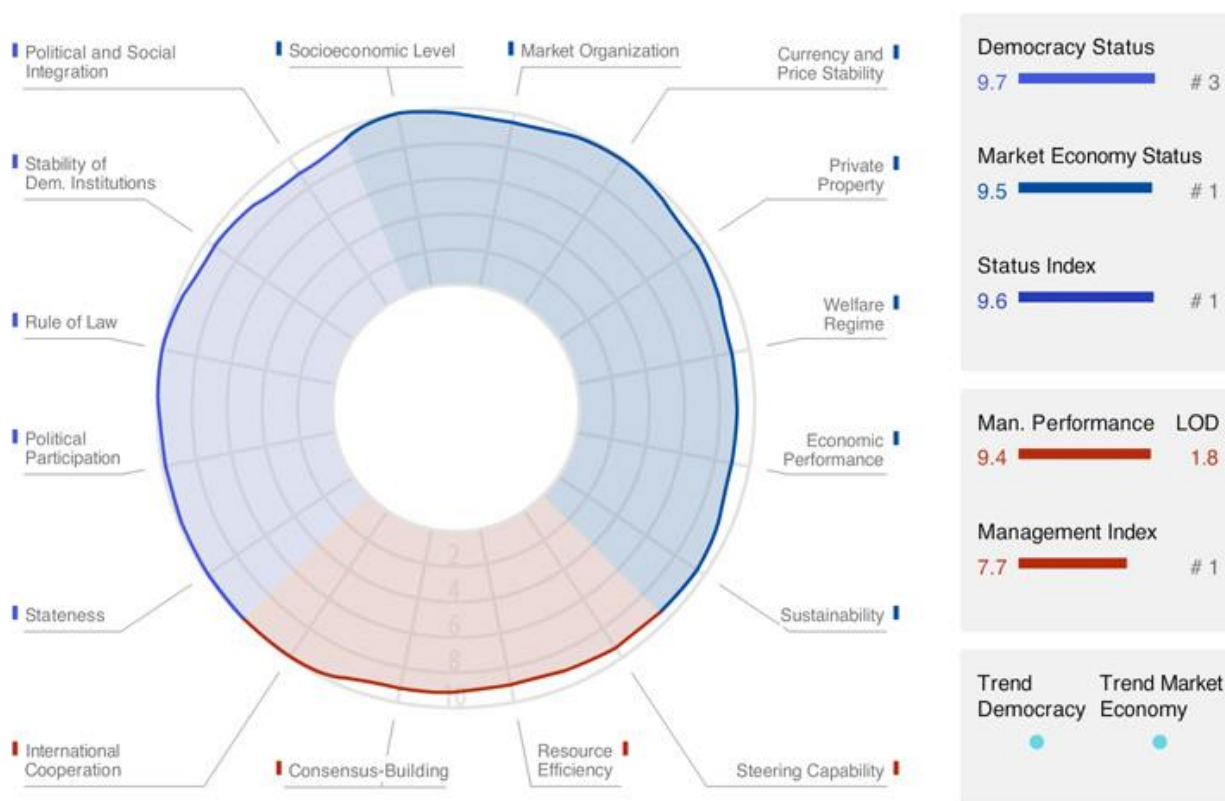 Political and Social
Integration
Socioeconomic Level
Market Organization
Currency and
Price Stability
Stability of
Dem. Institutions
Private
Property
Rule of Law
Welfare
Regime
Political
Participation
Economic
Performance
Stateness
Sustainability
International
Cooperation
Consensus-Building
Resource
Efficiency
Steering Capability
2
4
6
8
10
Democracy Status
9.7 # 3
Market Economy Status
9.5 # 1
Status Index
9.6 # 1
Man. Performance LOD
9.4 1.8
Management Index
7.7 # 1
Trend Trend Market
Democracy Economy